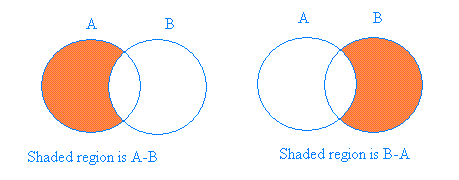 A B
Shaded region is A-B
A B
Shaded region is B-A